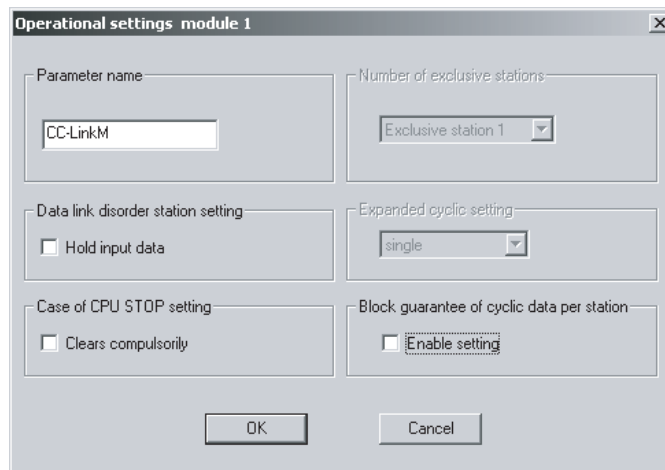 Operational settings module 1
Parameter name
CC-LinkM
Number of exclusive stations
Exclusive station 1
Data link disorder station setting
Hold input data
Expanded cyclic setting
single
Case of CPU STOP setting
Clears compulsorily
Block guarantee of cyclic data per station
Enable setting
OK
Cancel